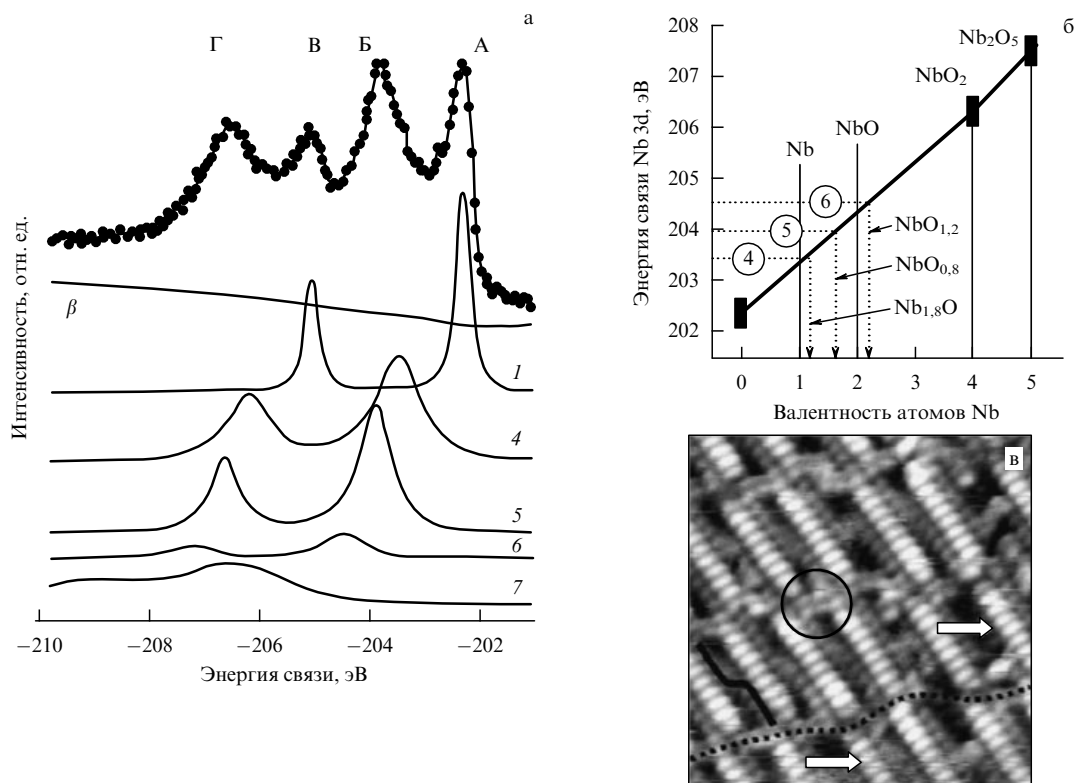 а
Г
В
Б
А
β
1
4
5
6
7
Интенсивность, отн. ед.
−210
−208
−206
−204
−202
Энергия связи, эВ
б
208
207
206
205
204
203
202
Энергия связи Nb 3d, эВ
Nb₂O₅
NbO₂
NbO
Nb
6
5
4
NbO₁,₂
NbO₀,₈
Nb₁,₈O
0
1
2
4
5
Валентность атомов Nb
в